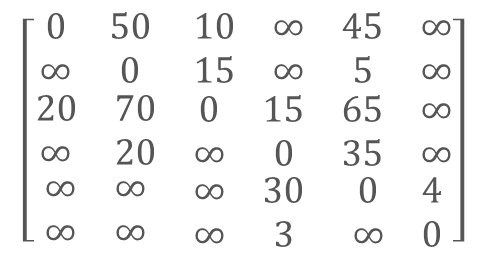 0 50 10 ∞ 45 ∞
∞ 0 15 ∞ 5 ∞
20 70 0 15 65 ∞
∞ 20 ∞ 0 35 ∞
∞ ∞ ∞ 30 0 4
∞ ∞ ∞ 3 ∞ 0